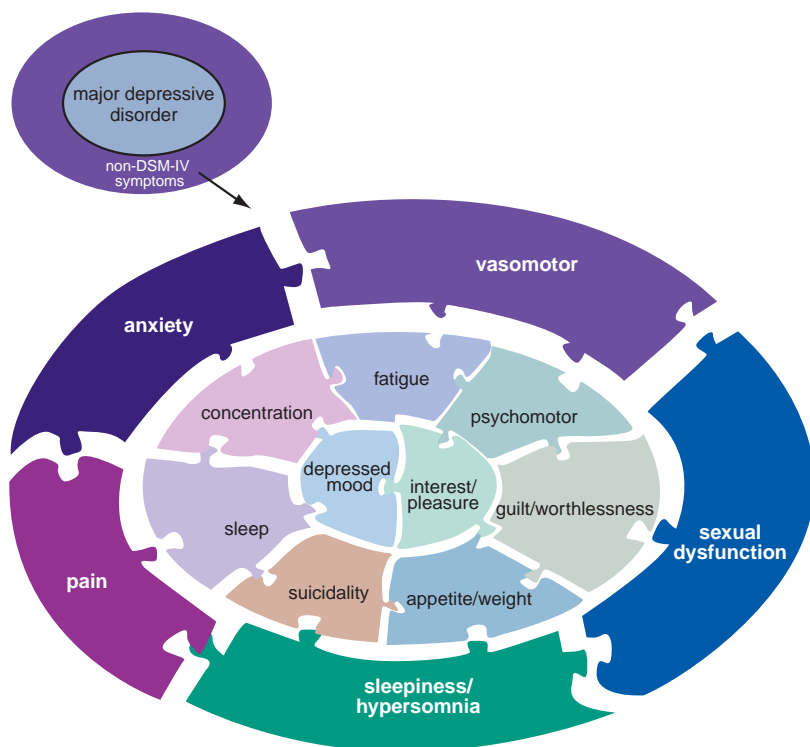 major depressive
disorder
non-DSM-IV
symptoms
vasomotor
anxiety
fatigue
concentration
psychomotor
depressed
mood
interest/
pleasure
guilt/worthlessness
sleep
sexual
dysfunction
pain
suicidality
appetite/weight
sleepiness/
hypersomnia